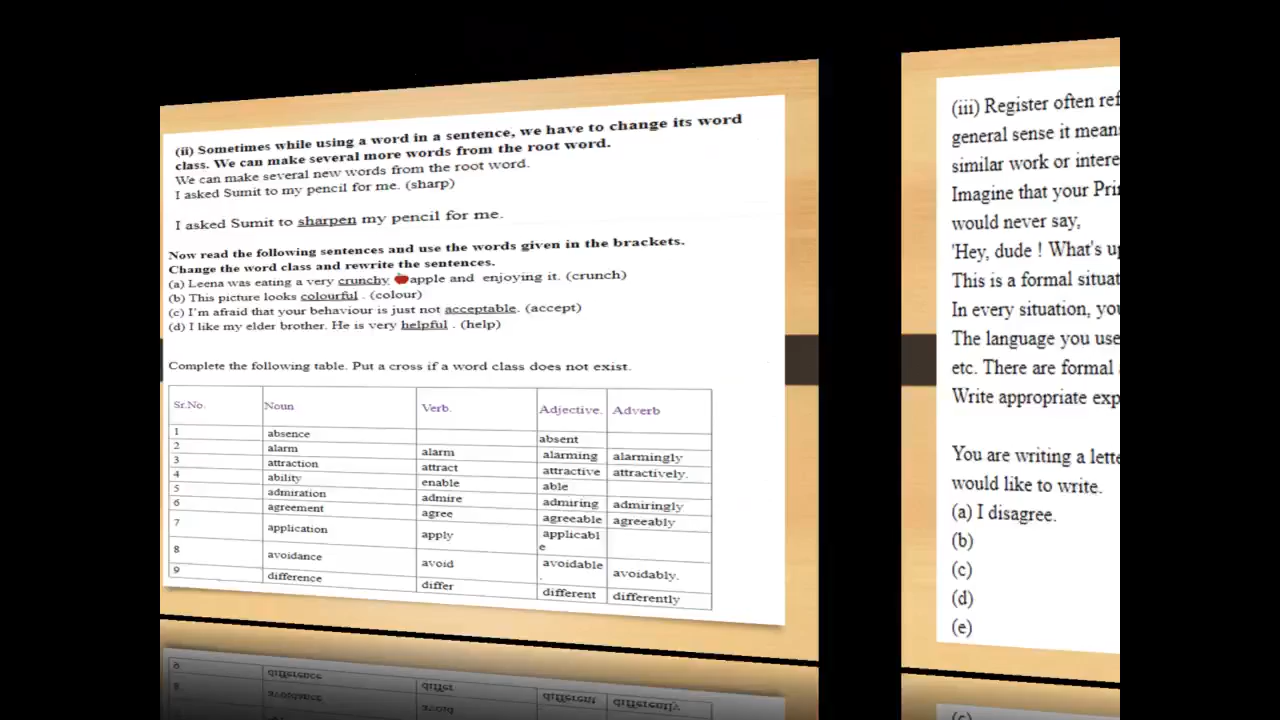 (ii) Sometimes while using a word in a sentence, we have to change its word
class. We can make several more words from the root word.
We can make several new words from the root word.
I asked Sumit to my pencil for me. (sharp)
I asked Sumit to sharpen my pencil for me.
Now read the following sentences and use the words given in the brackets.
Change the word class and rewrite the sentences.
(a) Leena was eating a very crunchy apple and enjoying it. (crunch)
(b) This picture looks colourful . (colour)
(c) I'm afraid that your behaviour is just not acceptable. (accept)
(d) I like my elder brother. He is very helpful . (help)
Complete the following table. Put a cross if a word class does not exist.
Sr.No. Noun Verb. Adjective. Adverb
1 absence absent
2 alarm alarm alarming alarmingly
3 attraction attract attractive attractively.
4 ability enable able
5 admiration admire admiring admiringly
6 agreement agree agreeable agreeably
7 application apply applicabl
e
8 avoidance avoid avoidable avoidably.
.
9 difference differ different differently
(iii) Register often ref
general sense it mean
similar work or intere
Imagine that your Pri
would never say,
'Hey, dude ! What's u
This is a formal situat
In every situation, yo
The language you use
etc. There are formal
Write appropriate exp
You are writing a lette
would like to write.
(a) I disagree.
(b)
(c)
(d)
(e)